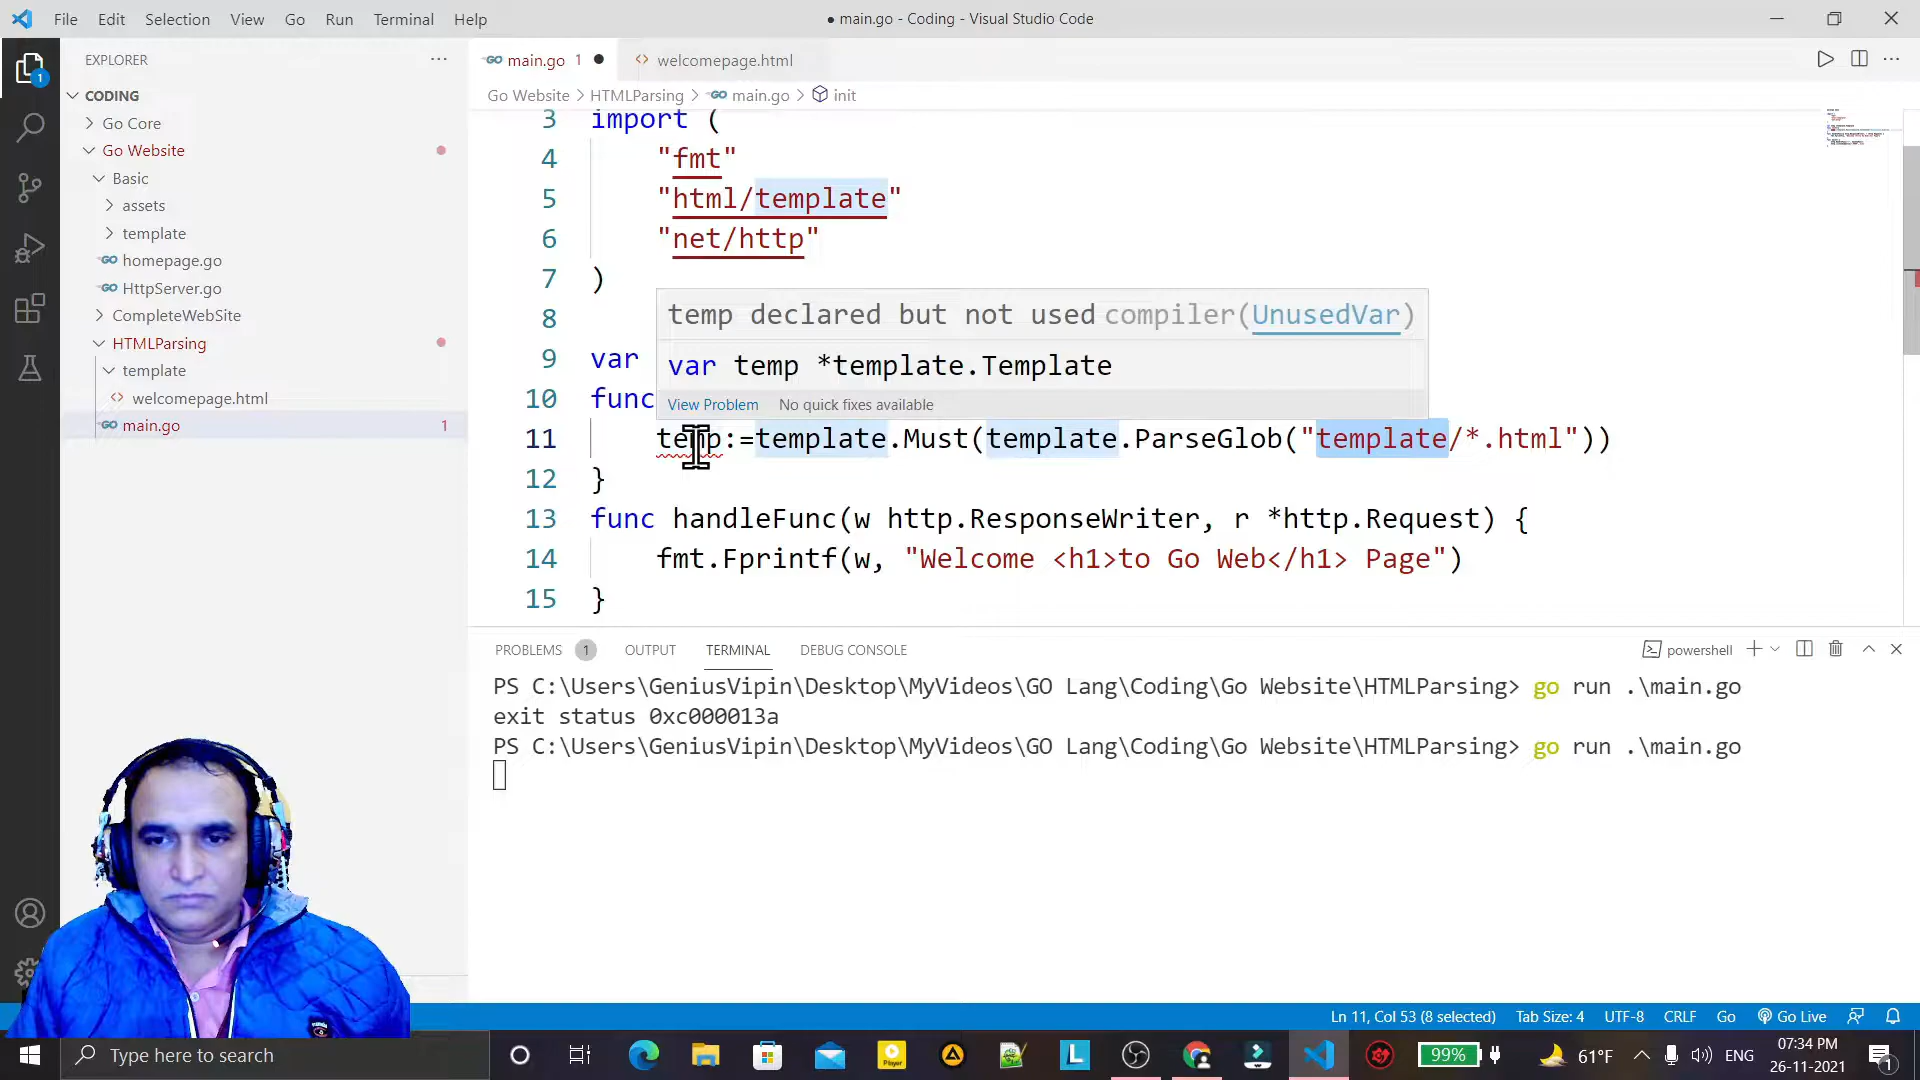 File Edit Selection View Go Run Terminal Help
● main.go - Coding - Visual Studio Code
EXPLORER
CODING
Go Core
Go Website
Basic
assets
template
homepage.go
HttpServer.go
CompleteWebSite
HTMLParsing
template
welcomepage.html
main.go 1
1
main.go 1 ● welcomepage.html
Go Website > HTMLParsing > main.go > init
3 import (
4 "fmt"
5 "html/template"
6 "net/http"
7 )
8
9 var
10 func
temp declared but not used compiler(UnusedVar)
var temp *template.Template
View Problem No quick fixes available
11 temp:=template.Must(template.ParseGlob("template/*.html"))
12 }
13 func handleFunc(w http.ResponseWriter, r *http.Request) {
14 fmt.Fprintf(w, "Welcome <h1>to Go Web</h1> Page")
15 }
PROBLEMS 1 OUTPUT TERMINAL DEBUG CONSOLE
powershell
PS C:\Users\GeniusVipin\Desktop\MyVideos\GO Lang\Coding\Go Website\HTMLParsing> go run .\main.go
exit status 0xc000013a
PS C:\Users\GeniusVipin\Desktop\MyVideos\GO Lang\Coding\Go Website\HTMLParsing> go run .\main.go
Ln 11, Col 53 (8 selected) Tab Size: 4 UTF-8 CRLF Go Go Live
Type here to search
Player
L
99%
61°F
ENG
07:34 PM
26-11-2021
1